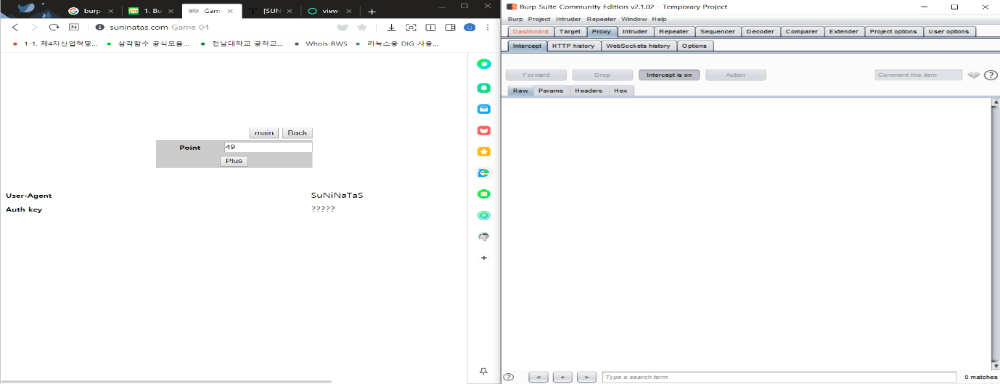 burp
1. Bu
Game
[SUN
view-
suninatas.com Game 04
1-1. 제4차산업혁명...
삼각함수 공식모음...
전남대학교 공학교...
WhoIs-RWS
리눅스용 DIG 사용...
main Back
Point 49
Plus
User-Agent SuNiNaTaS
Auth key ?????
Burp Suite Community Edition v2.1.02 - Temporary Project
Burp Project Intruder Repeater Window Help
Dashboard Target Proxy Intruder Repeater Sequencer Decoder Comparer Extender Project options User options
Intercept HTTP history WebSockets history Options
Forward Drop Intercept is on Action Comment this item ?
Raw Params Headers Hex
? < + > Type a search term 0 matches